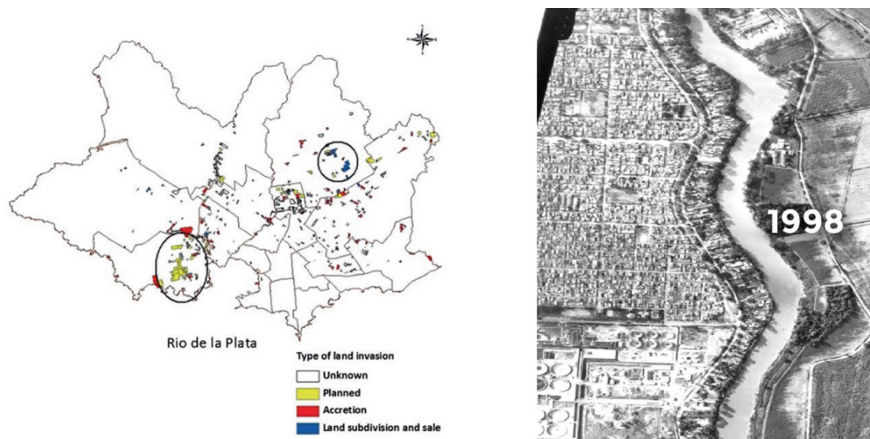 Rio de la Plata
Type of land invasion
Unknown
Planned
Accretion
Land subdivision and sale
1998